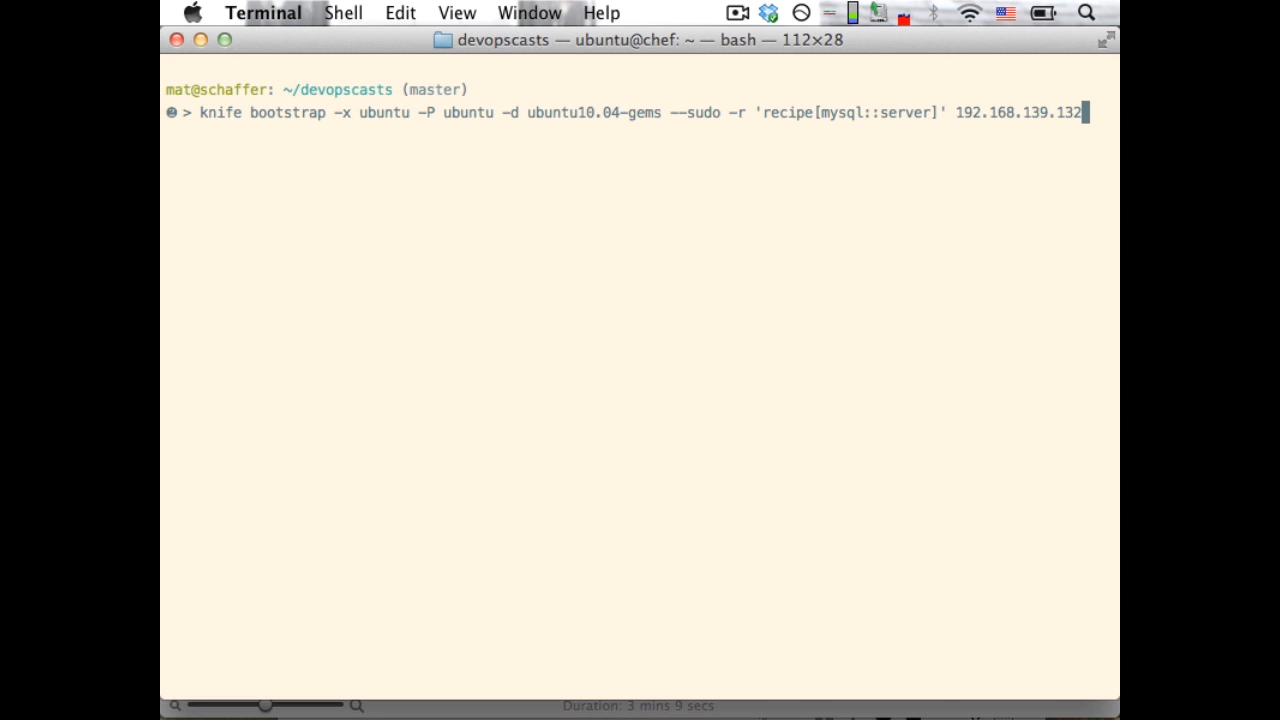 Terminal Shell Edit View Window Help
devopscasts — ubuntu@chef: ~ — bash — 112×28
mat@schaffer: ~/devopscasts (master)
> knife bootstrap -x ubuntu -P ubuntu -d ubuntu10.04-gems --sudo -r 'recipe[mysql::server]' 192.168.139.132
Duration: 3 mins 9 secs